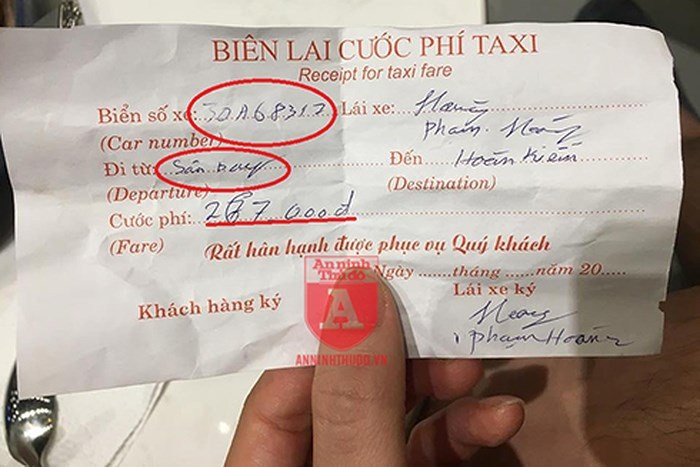 BIÊN LAI CƯỚC PHÍ TAXI
Receipt for taxi fare
Biển số xe: 30A68317 Lái xe:
(Car number) Phạm Hoàng
Đi từ: Sân bay Đến Hoàn Kiếm
(Departure) (Destination)
Cước phí: 287 000đ
(Fare) Rất hân hạnh được phục vụ Quý khách
An ninh Thủ đô
Ngày ...... tháng ...... năm 20 .....
Khách hàng ký Lái xe ký
A
ANNINHTHUDO.VN
Phạm Hoàng